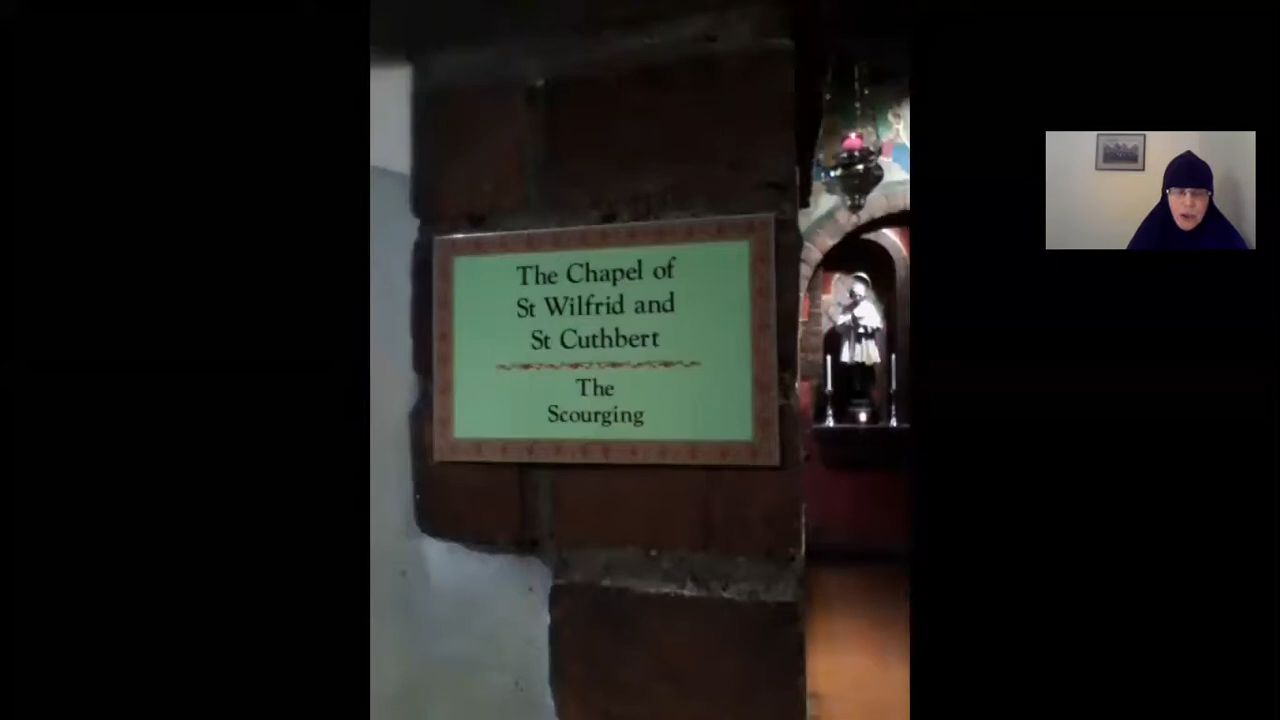 The Chapel of
St Wilfrid and
St Cuthbert
The
Scourging